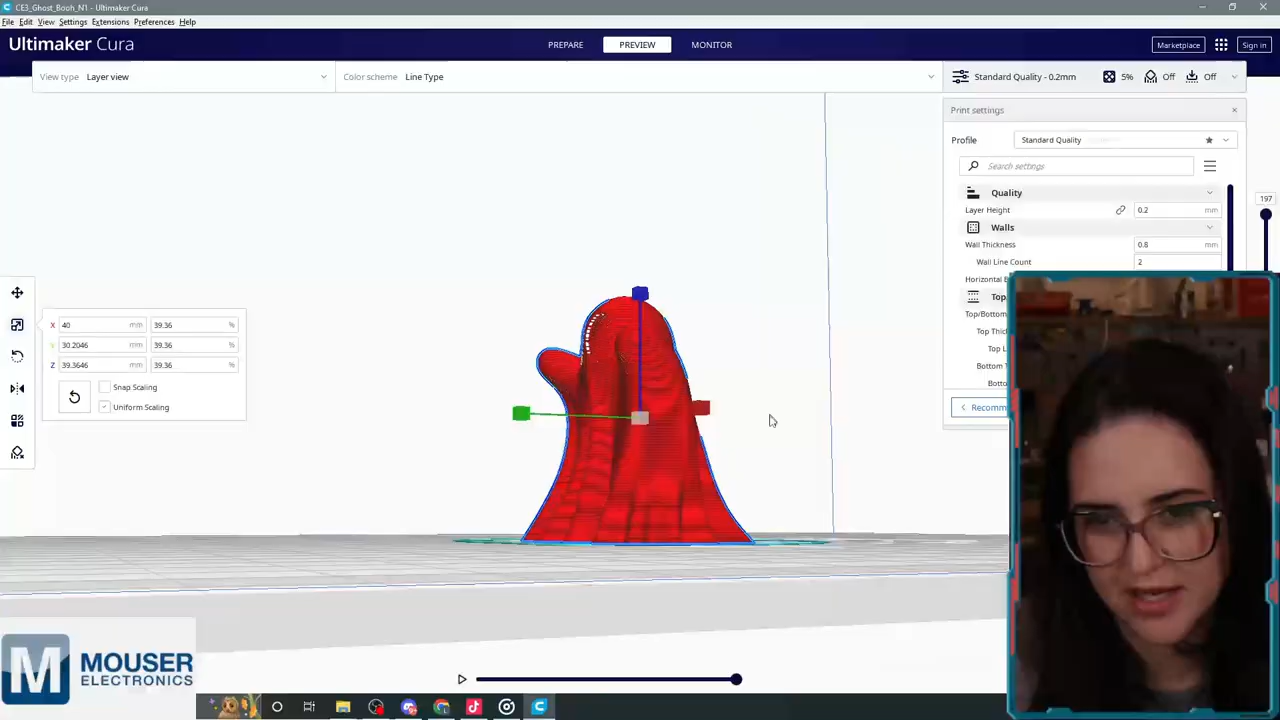 CE3_Ghost_Booh_N1 - Ultimaker Cura
File Edit View Settings Extensions Preferences Help
Ultimaker Cura
PREPARE PREVIEW MONITOR
Marketplace
Sign in
View type Layer view
Color scheme Line Type
Standard Quality - 0.2mm 5% Off Off
Print settings
Profile Standard Quality
Search settings
Quality
197
Layer Height 0.2 mm
Walls
Wall Thickness 0.8 mm
Wall Line Count 2
Horizontal E
Top
Top/Bottom
Top Thic
Top L
Bottom T
Bott
< Recomm
X 40 mm 39.36 %
Y 30.2046 mm 39.36 %
Z 39.3646 mm 39.36 %
Snap Scaling
Uniform Scaling
M MOUSER
ELECTRONICS